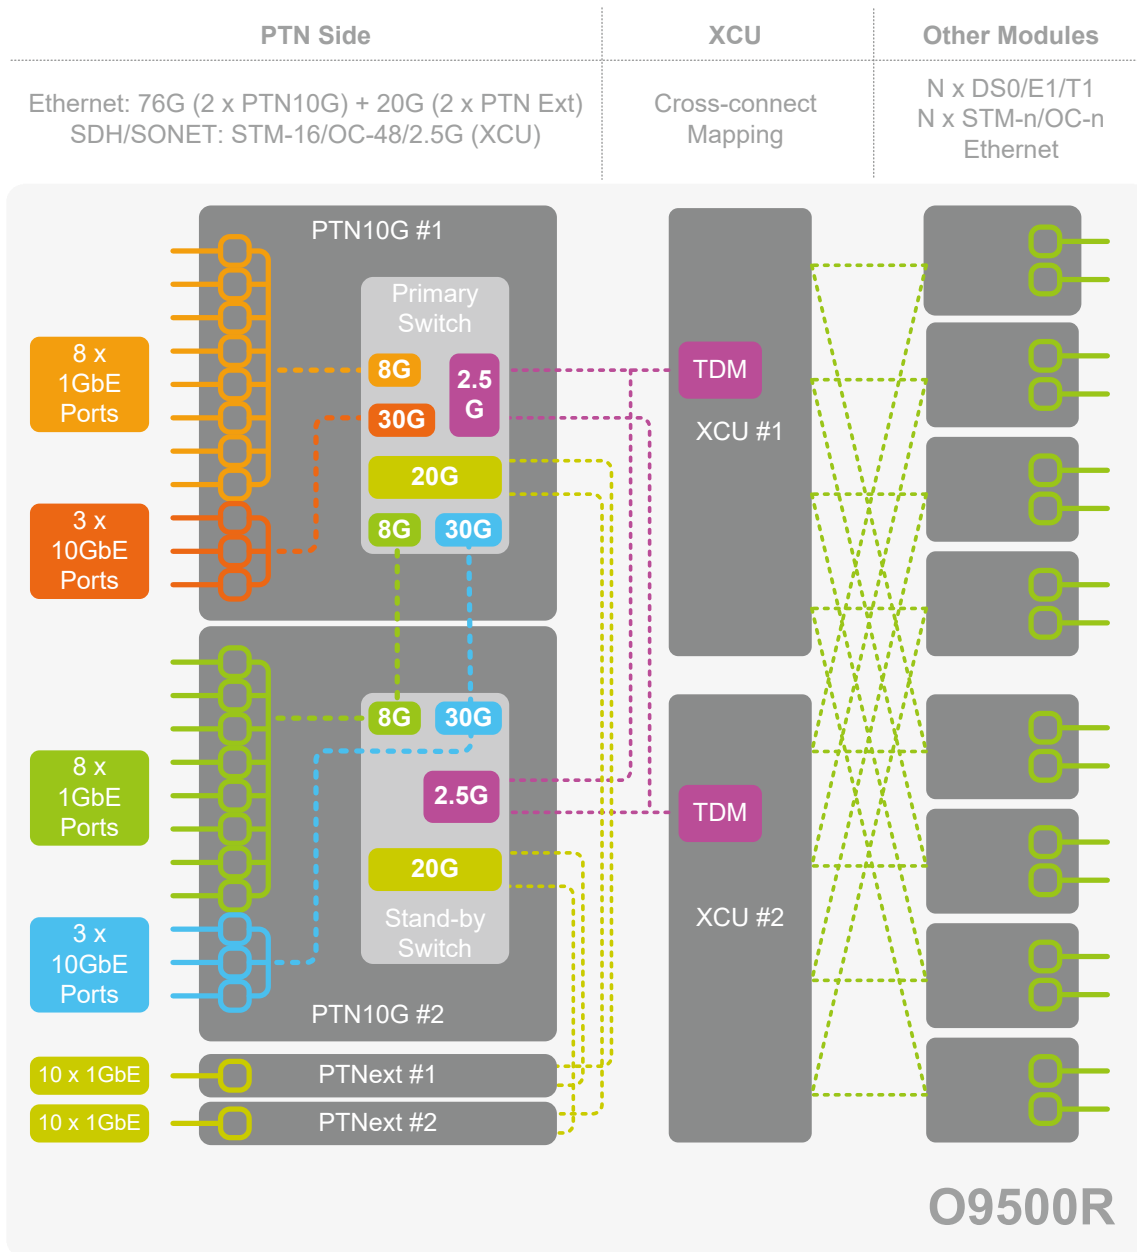 PTN Side
XCU
Other Modules
Ethernet: 76G (2 x PTN10G) + 20G (2 x PTN Ext)
SDH/SONET: STM-16/OC-48/2.5G (XCU)
Cross-connect
Mapping
N x DS0/E1/T1
N x STM-n/OC-n
Ethernet
PTN10G #1
Primary
Switch
8 x
1GbE
Ports
8G
2.5
G
30G
20G
8G
30G
3 x
10GbE
Ports
TDM
XCU #1
8G
30G
2.5G
20G
Stand-by
Switch
8 x
1GbE
Ports
3 x
10GbE
Ports
PTN10G #2
TDM
XCU #2
10 x 1GbE
PTNext #1
10 x 1GbE
PTNext #2
O9500R